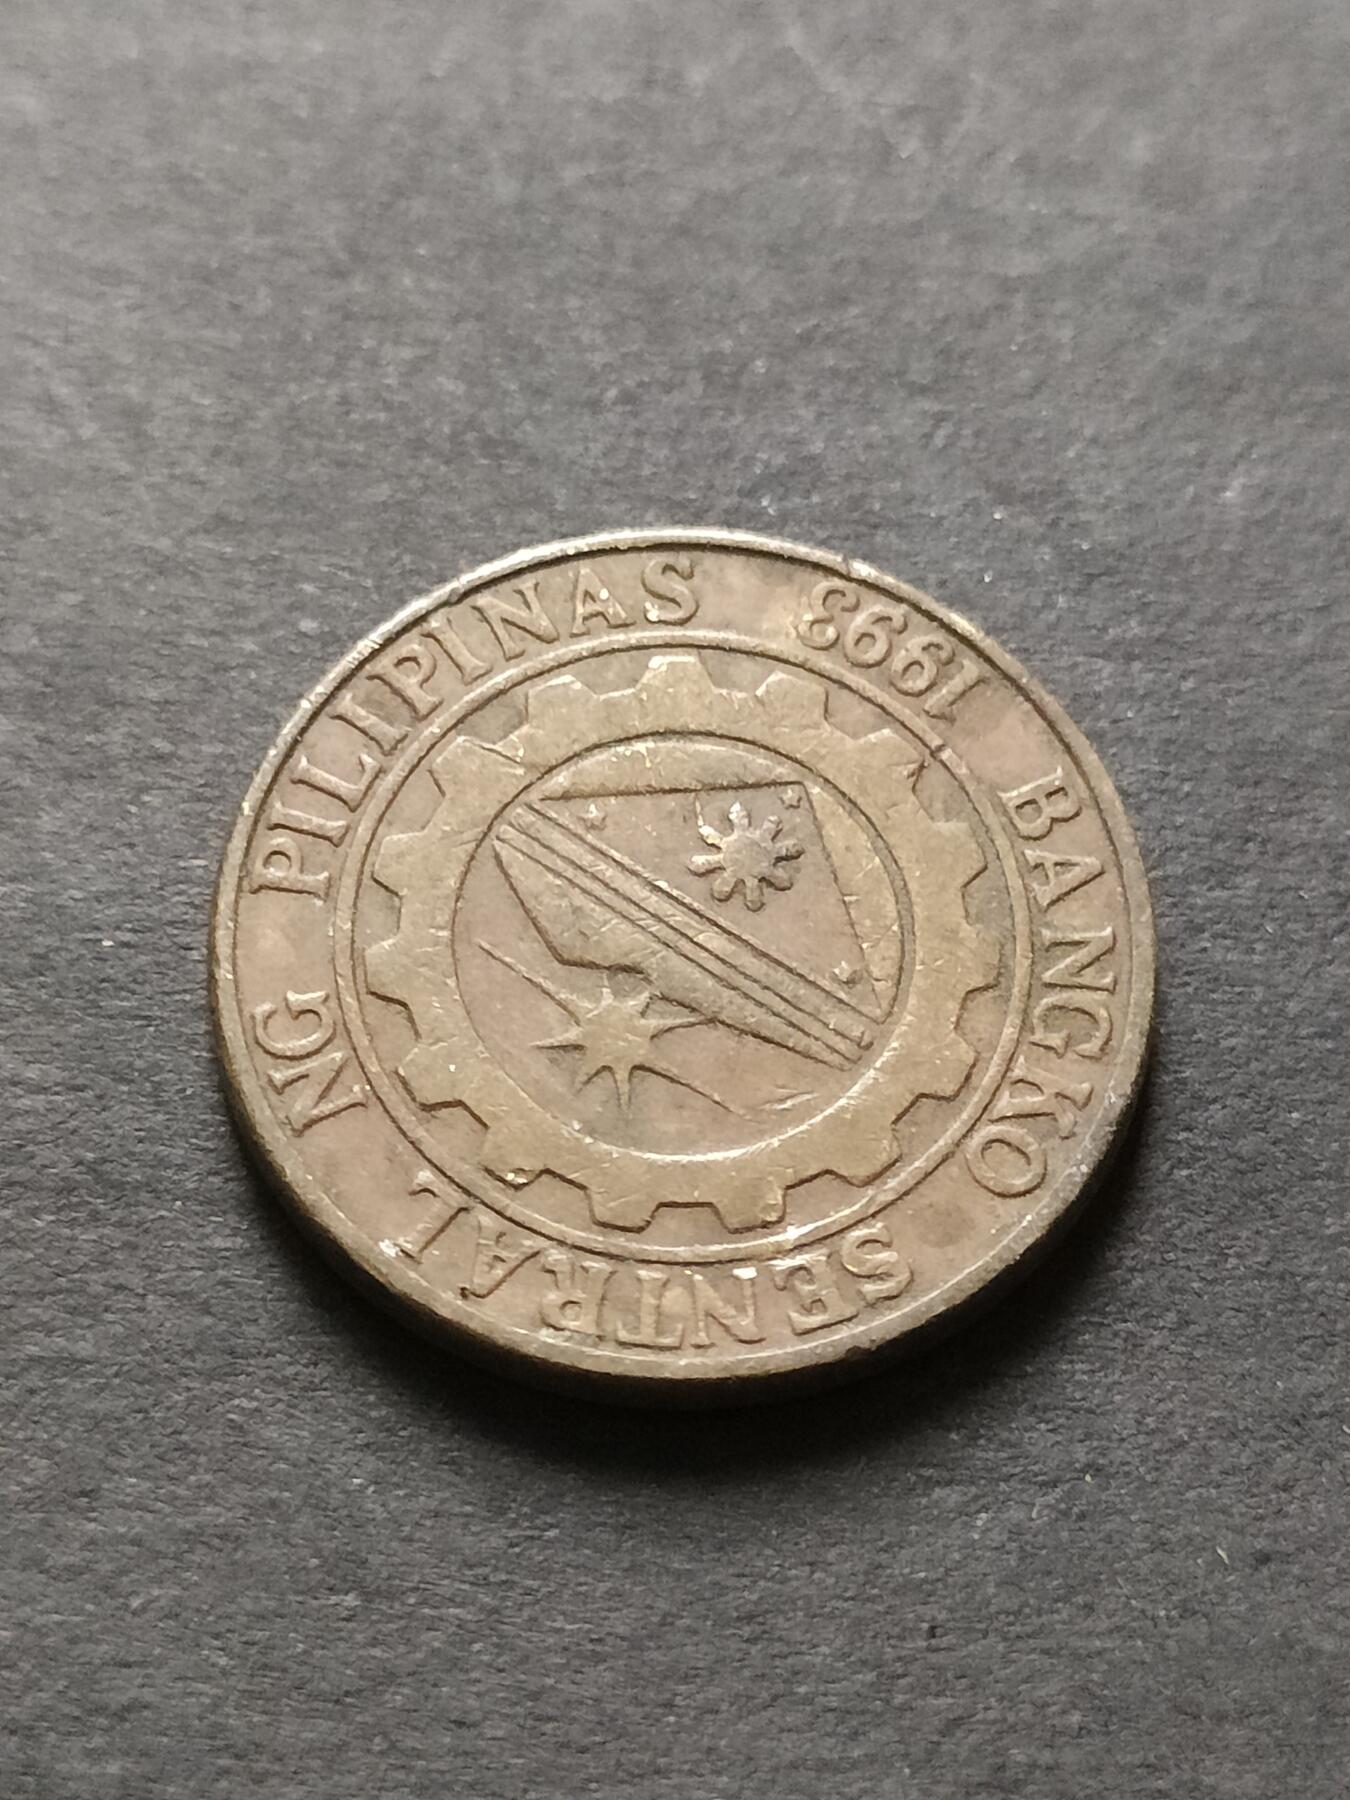 BANGKO SENTRAL NG PILIPINAS
1993